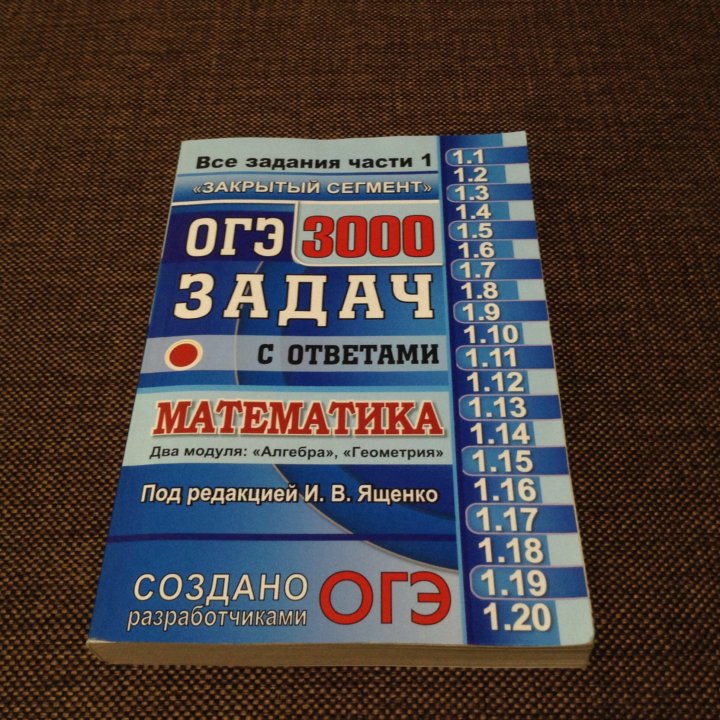 Все задания части 1
«ЗАКРЫТЫЙ СЕГМЕНТ»
ОГЭ 3000
ЗАДАЧ
С ОТВЕТАМИ
МАТЕМАТИКА
Два модуля: «Алгебра», «Геометрия»
Под редакцией И. В. Ященко
СОЗДАНО
разработчиками
ОГЭ
1.1
1.2
1.3
1.4
1.5
1.6
1.7
1.8
1.9
1.10
1.11
1.12
1.13
1.14
1.15
1.16
1.17
1.18
1.19
1.20